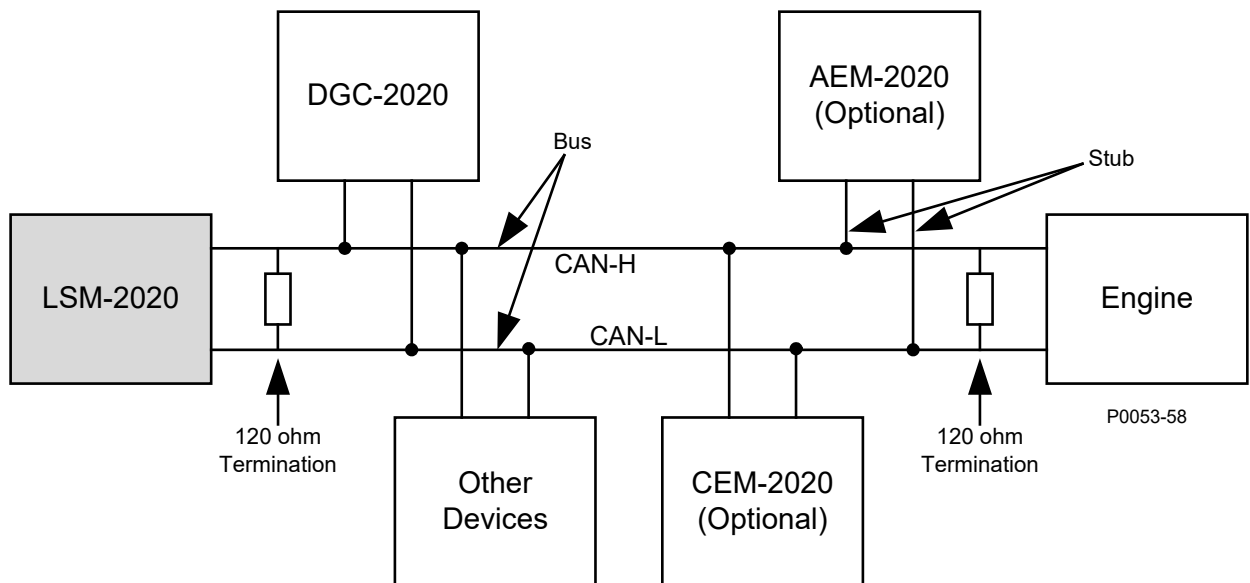 DGC-2020
AEM-2020
(Optional)
Bus
Stub
LSM-2020
CAN-H
CAN-L
Engine
120 ohm
Termination
120 ohm
Termination
P0053-58
Other
Devices
CEM-2020
(Optional)